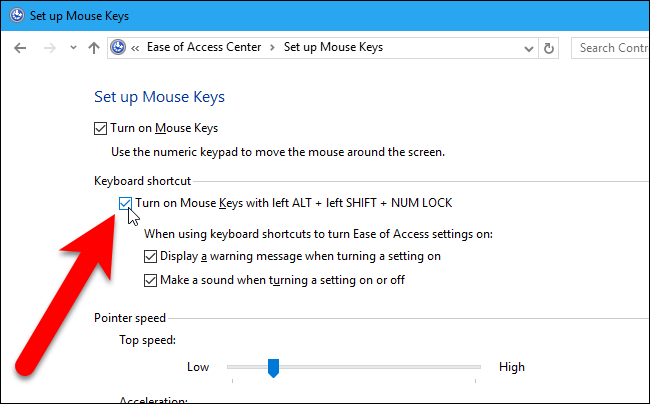 Set up Mouse Keys
Ease of Access Center Set up Mouse Keys Search Contr
Set up Mouse Keys
Turn on Mouse Keys
Use the numeric keypad to move the mouse around the screen.
Keyboard shortcut
Turn on Mouse Keys with left ALT + left SHIFT + NUM LOCK
When using keyboard shortcuts to turn Ease of Access settings on:
Display a warning message when turning a setting on
Make a sound when turning a setting on or off
Pointer speed
Top speed:
Low High
Acceleration: